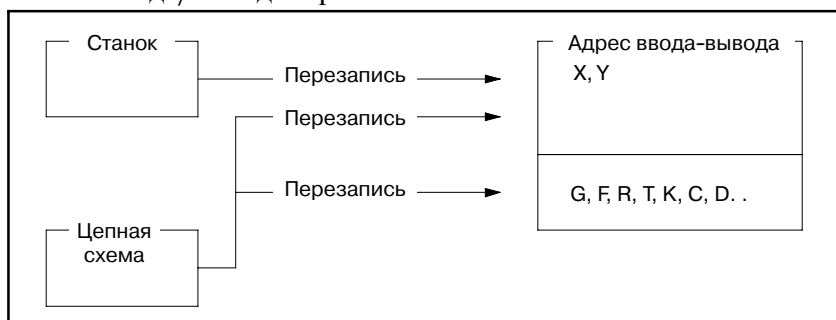 Станок
Адрес ввода-вывода
Перезапись
X, Y
Перезапись
Перезапись
G, F, R, T, K, C, D. .
Цепная
схема